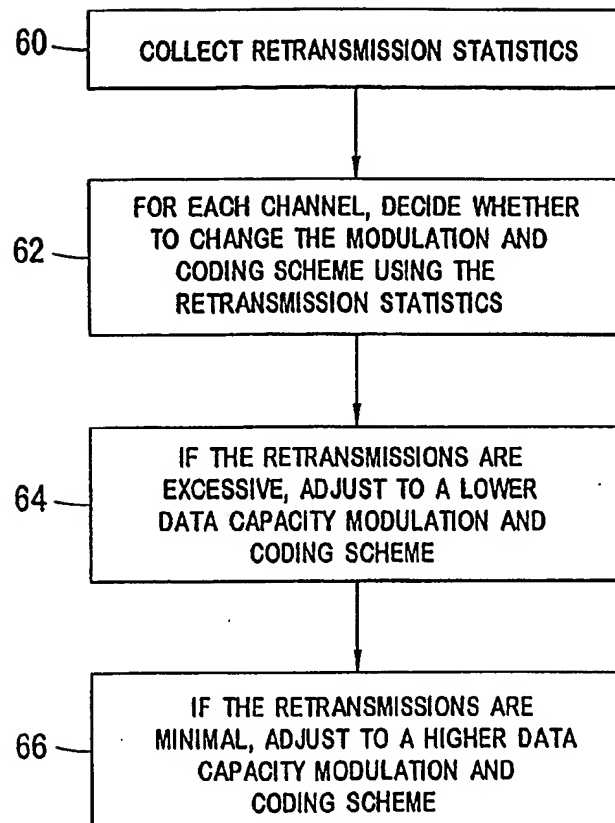 60
COLLECT RETRANSMISSION STATISTICS
62
FOR EACH CHANNEL, DECIDE WHETHER
TO CHANGE THE MODULATION AND
CODING SCHEME USING THE
RETRANSMISSION STATISTICS
64
IF THE RETRANSMISSIONS ARE
EXCESSIVE, ADJUST TO A LOWER
DATA CAPACITY MODULATION AND
CODING SCHEME
66
IF THE RETRANSMISSIONS ARE
MINIMAL, ADJUST TO A HIGHER DATA
CAPACITY MODULATION AND
CODING SCHEME